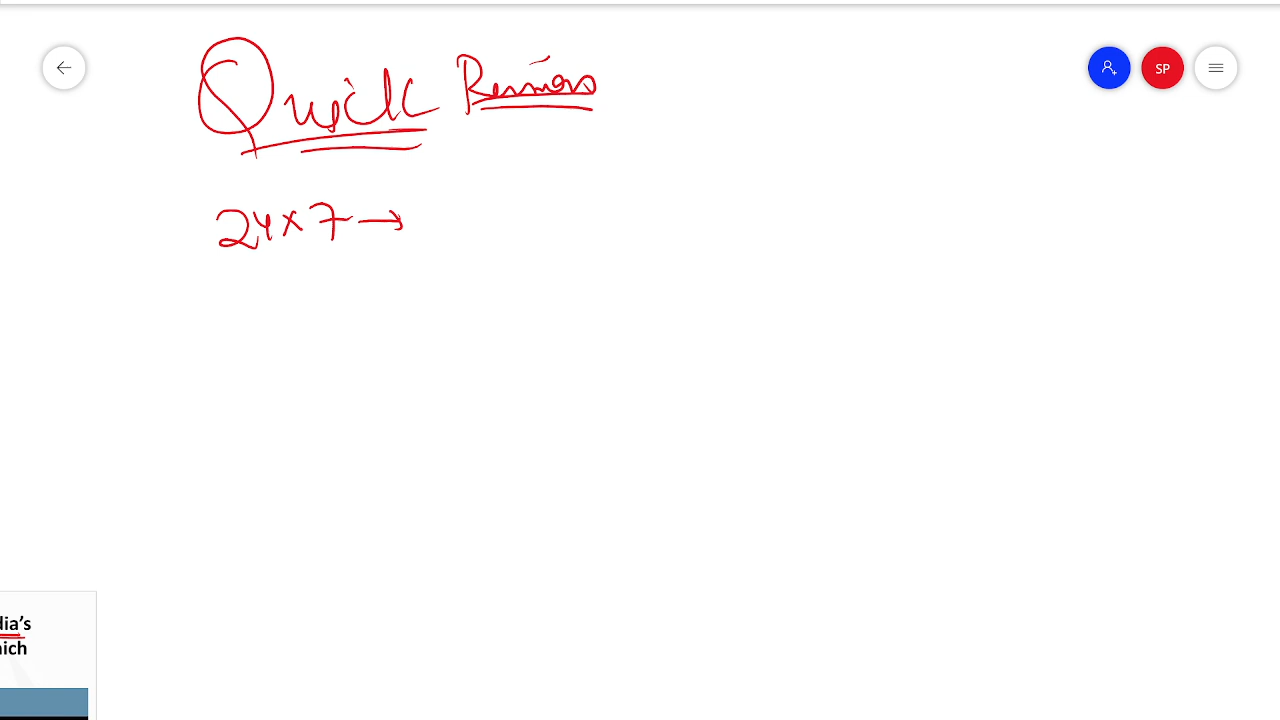 Quick Revision
SP
24x7 →
dia's
hich